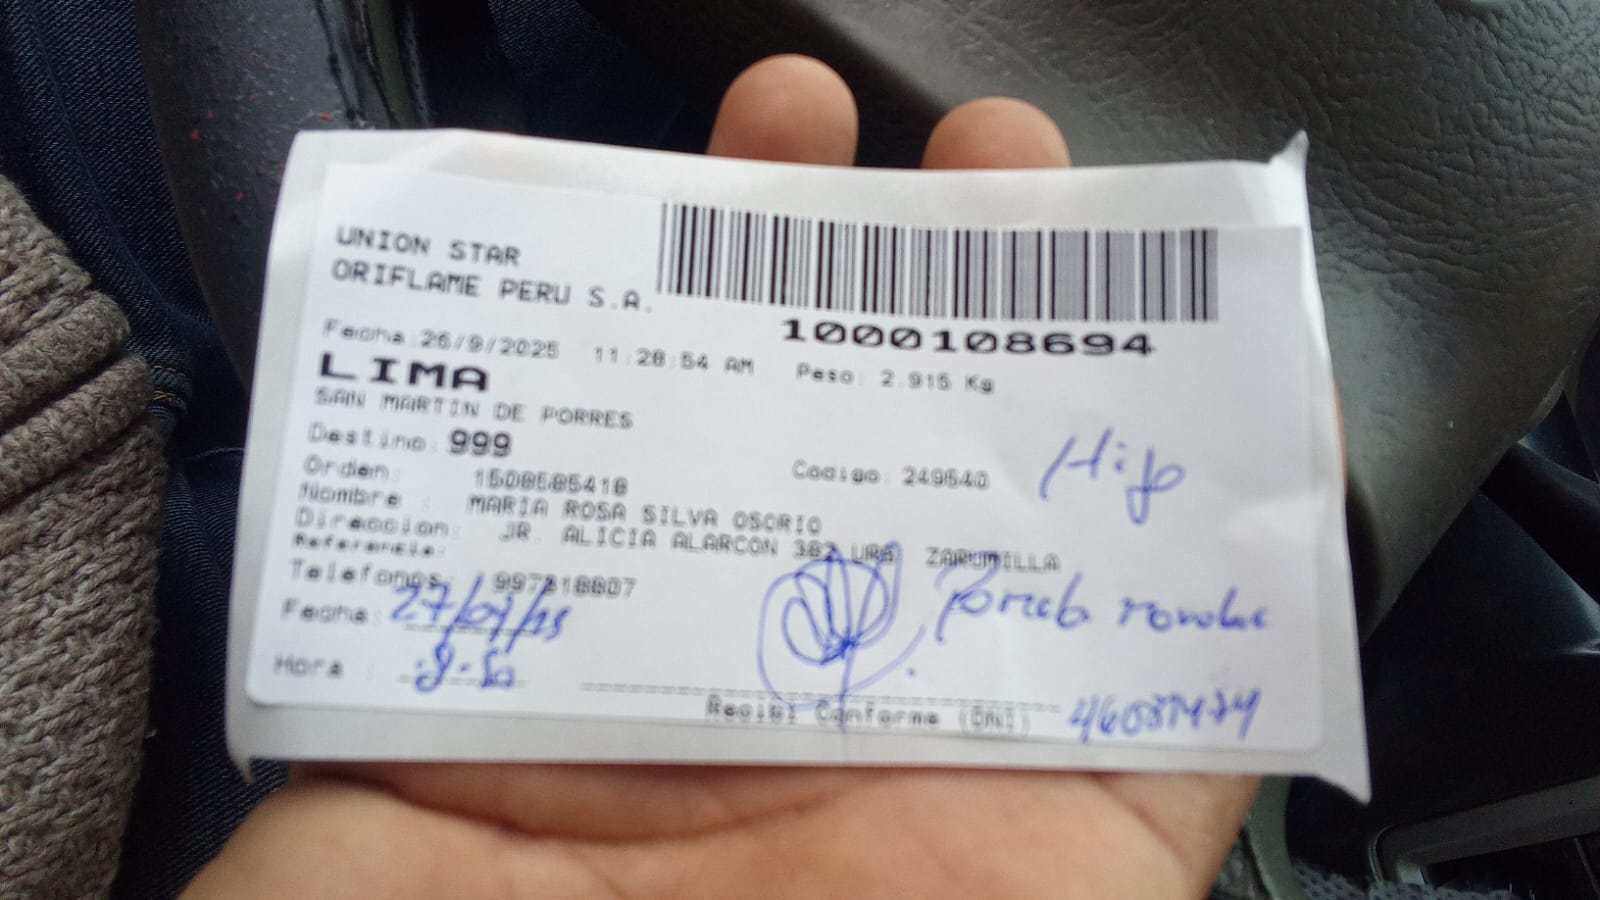 UNION STAR
ORIFLAME PERU S.A.
1000108694
Fecha:26/9/2025 11:28:54 AM Peso: 2.915 Kg
LIMA
SAN MARTIN DE PORRES
Destino: 999
Orden: 1508585418 Codigo: 249540 Hijo
Nombre : MARIA ROSA SILVA OSORIO
Direccion: JR. ALICIA ALARCON 382 URB ZARUMILLA
Referencia:
Telefonos:
Fecha: 27/09/25
Hora : 9.50
Recibi Conforme (DNI)